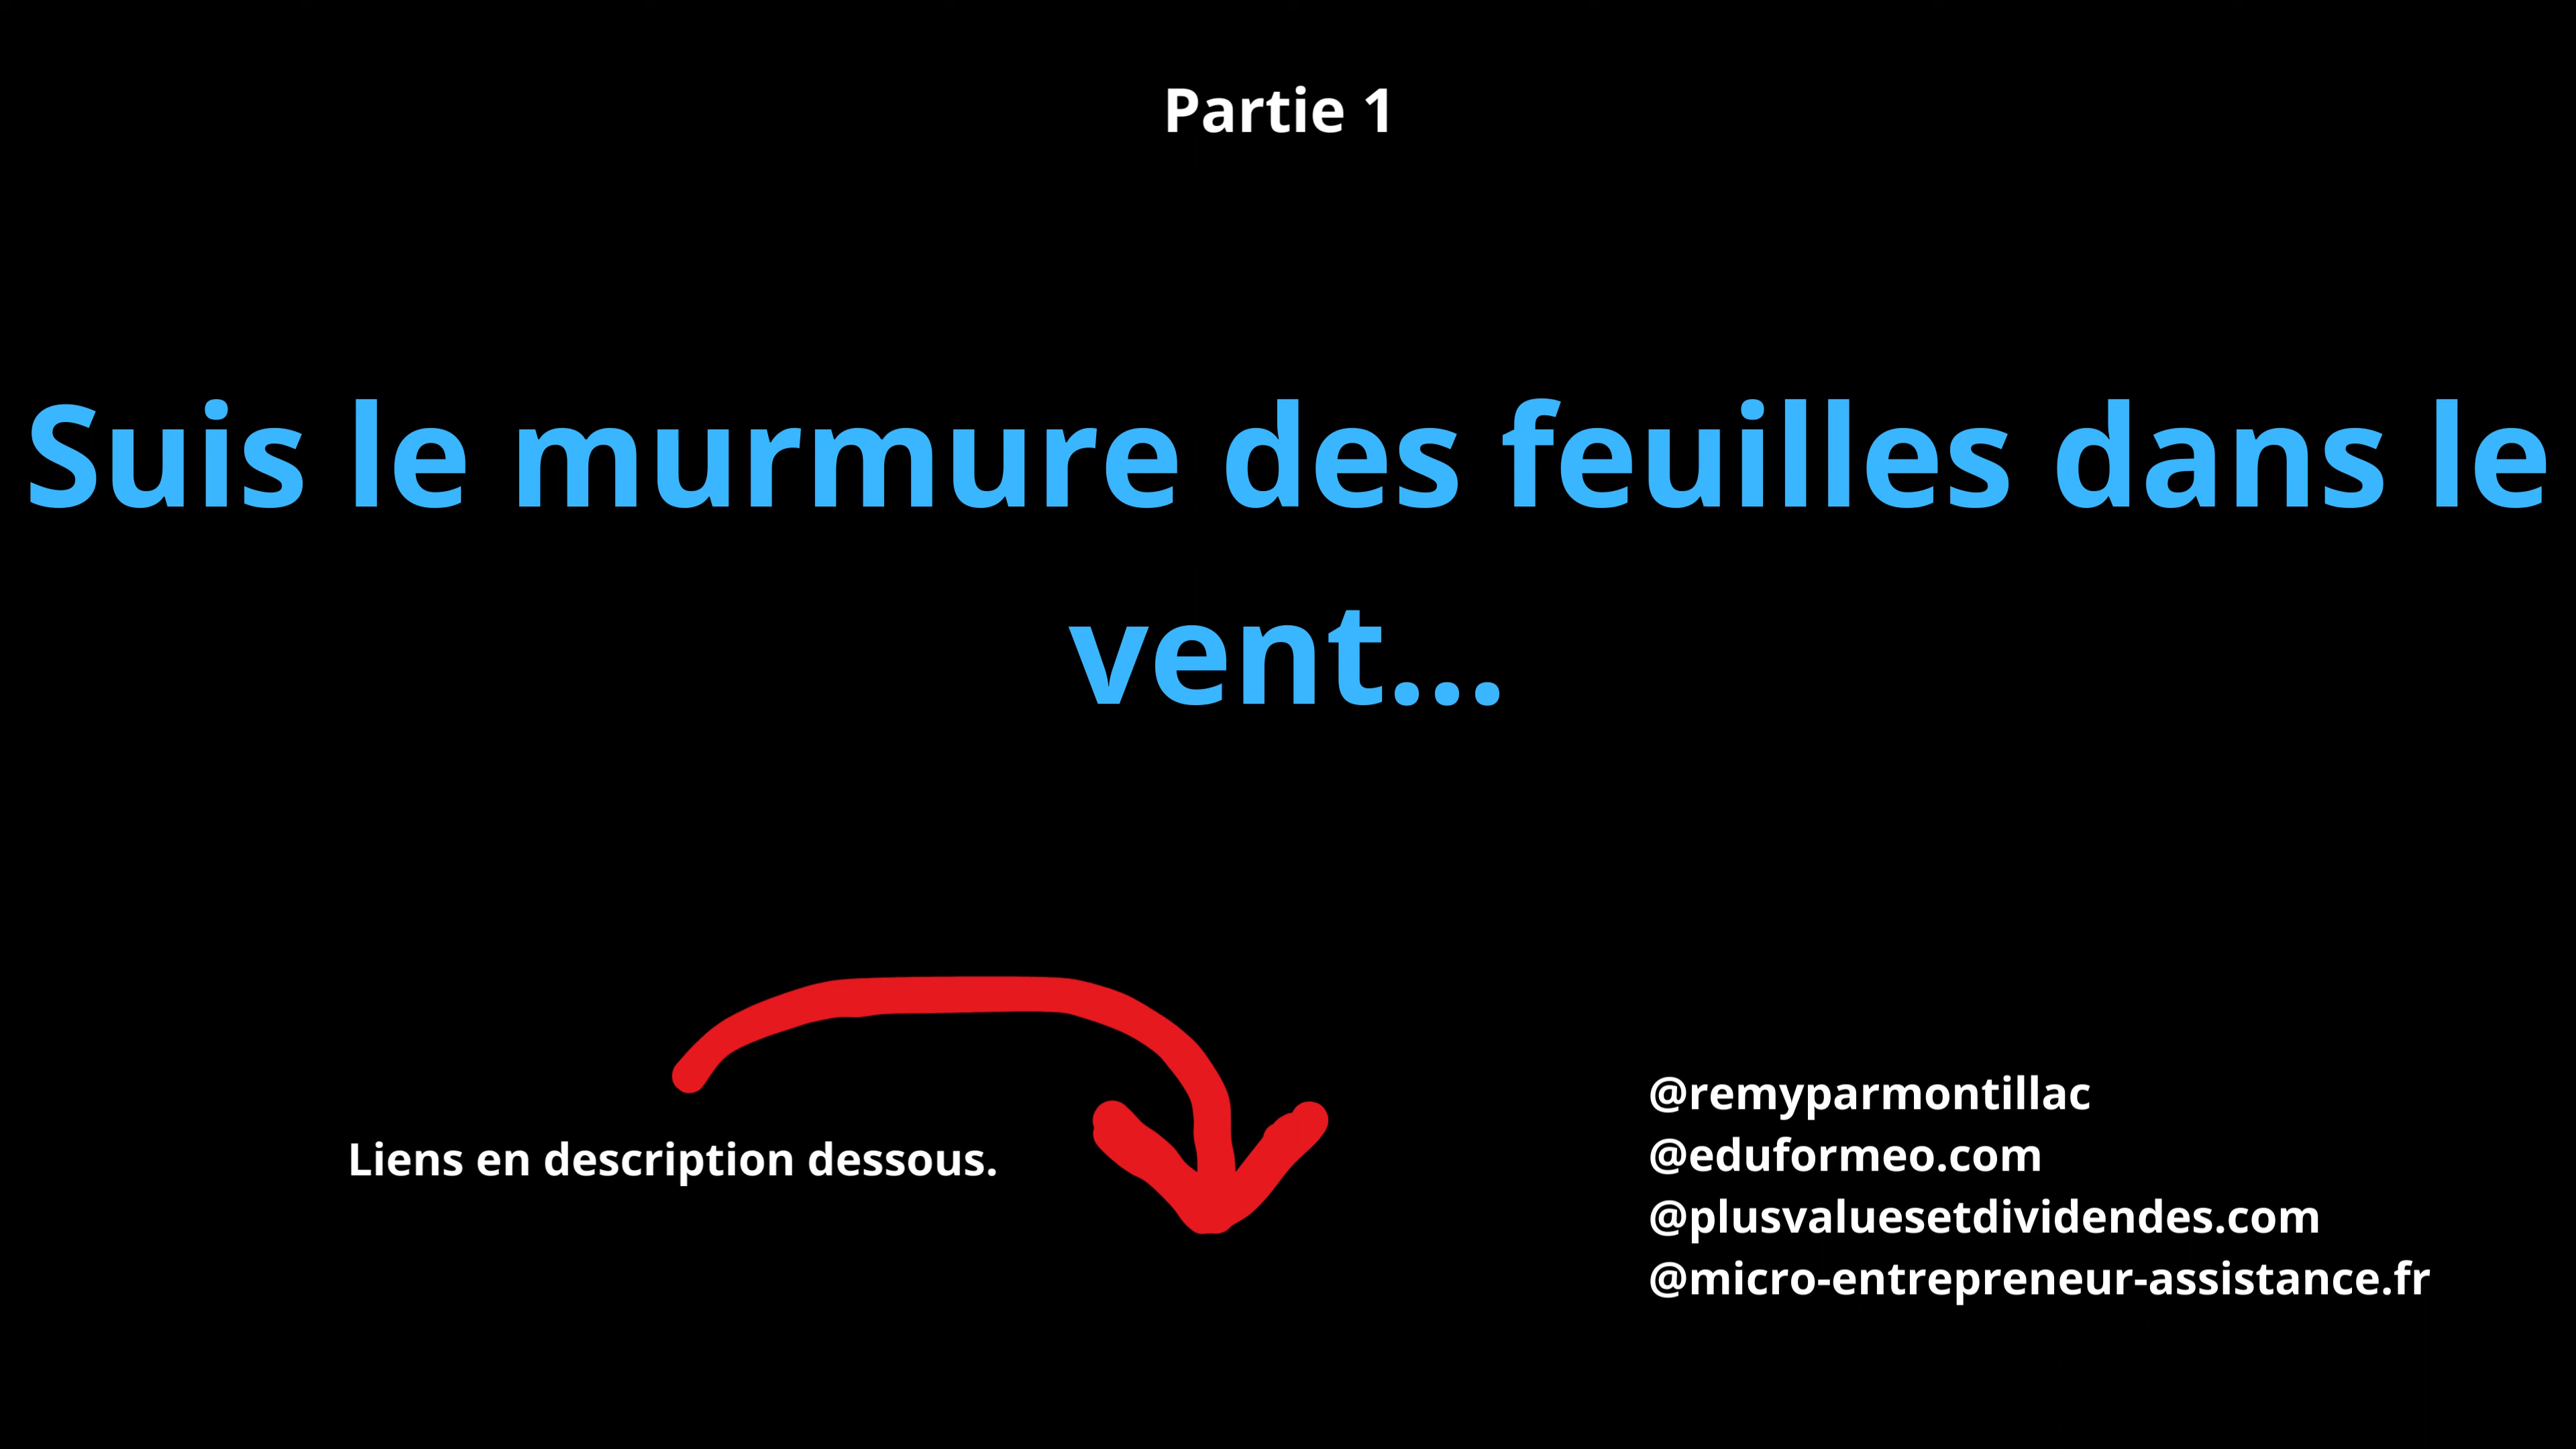 Partie 1
Suis le murmure des feuilles dans le
vent...
Liens en description dessous.
@remyparmontillac
@eduformeo.com
@plusvaluesetdividendes.com
@micro-entrepreneur-assistance.fr